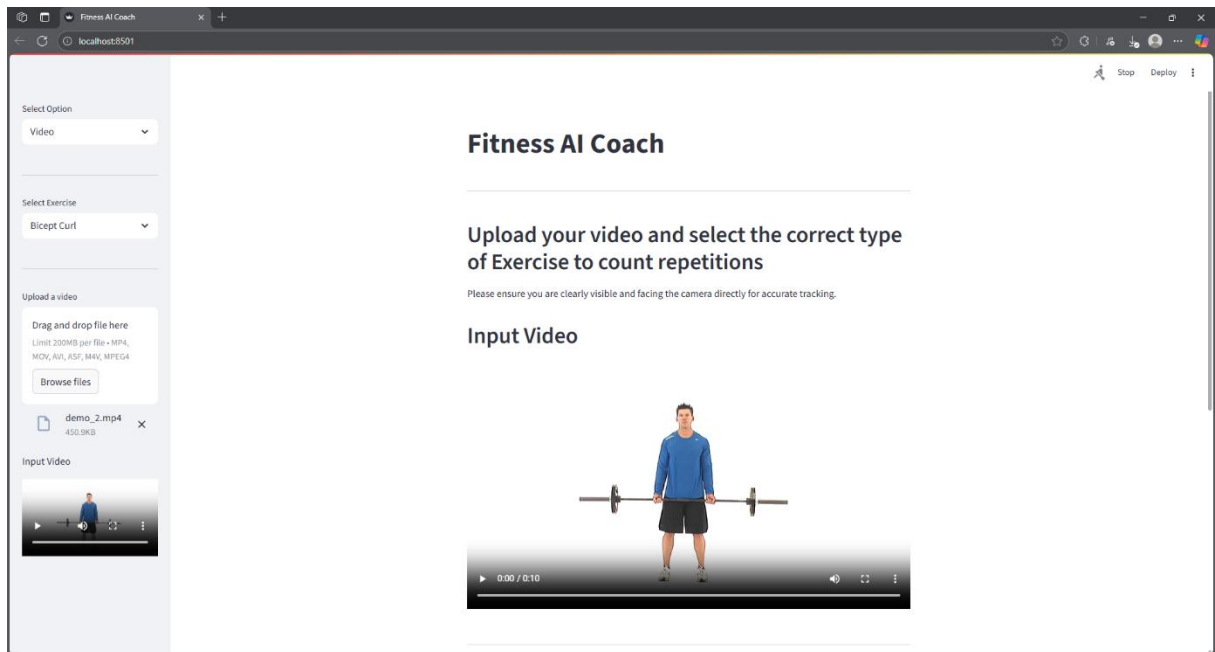 Fitness AI Coach
localhost:8501
Stop Deploy
Select Option
Video
Select Exercise
Bicept Curl
Upload a video
Drag and drop file here
Limit 200MB per file • MP4,
MOV, AVI, ASF, M4V, MPEG4
Browse files
demo_2.mp4
450.9KB
Input Video
Fitness AI Coach
Upload your video and select the correct type
of Exercise to count repetitions
Please ensure you are clearly visible and facing the camera directly for accurate tracking.
Input Video
0:00 / 0:10